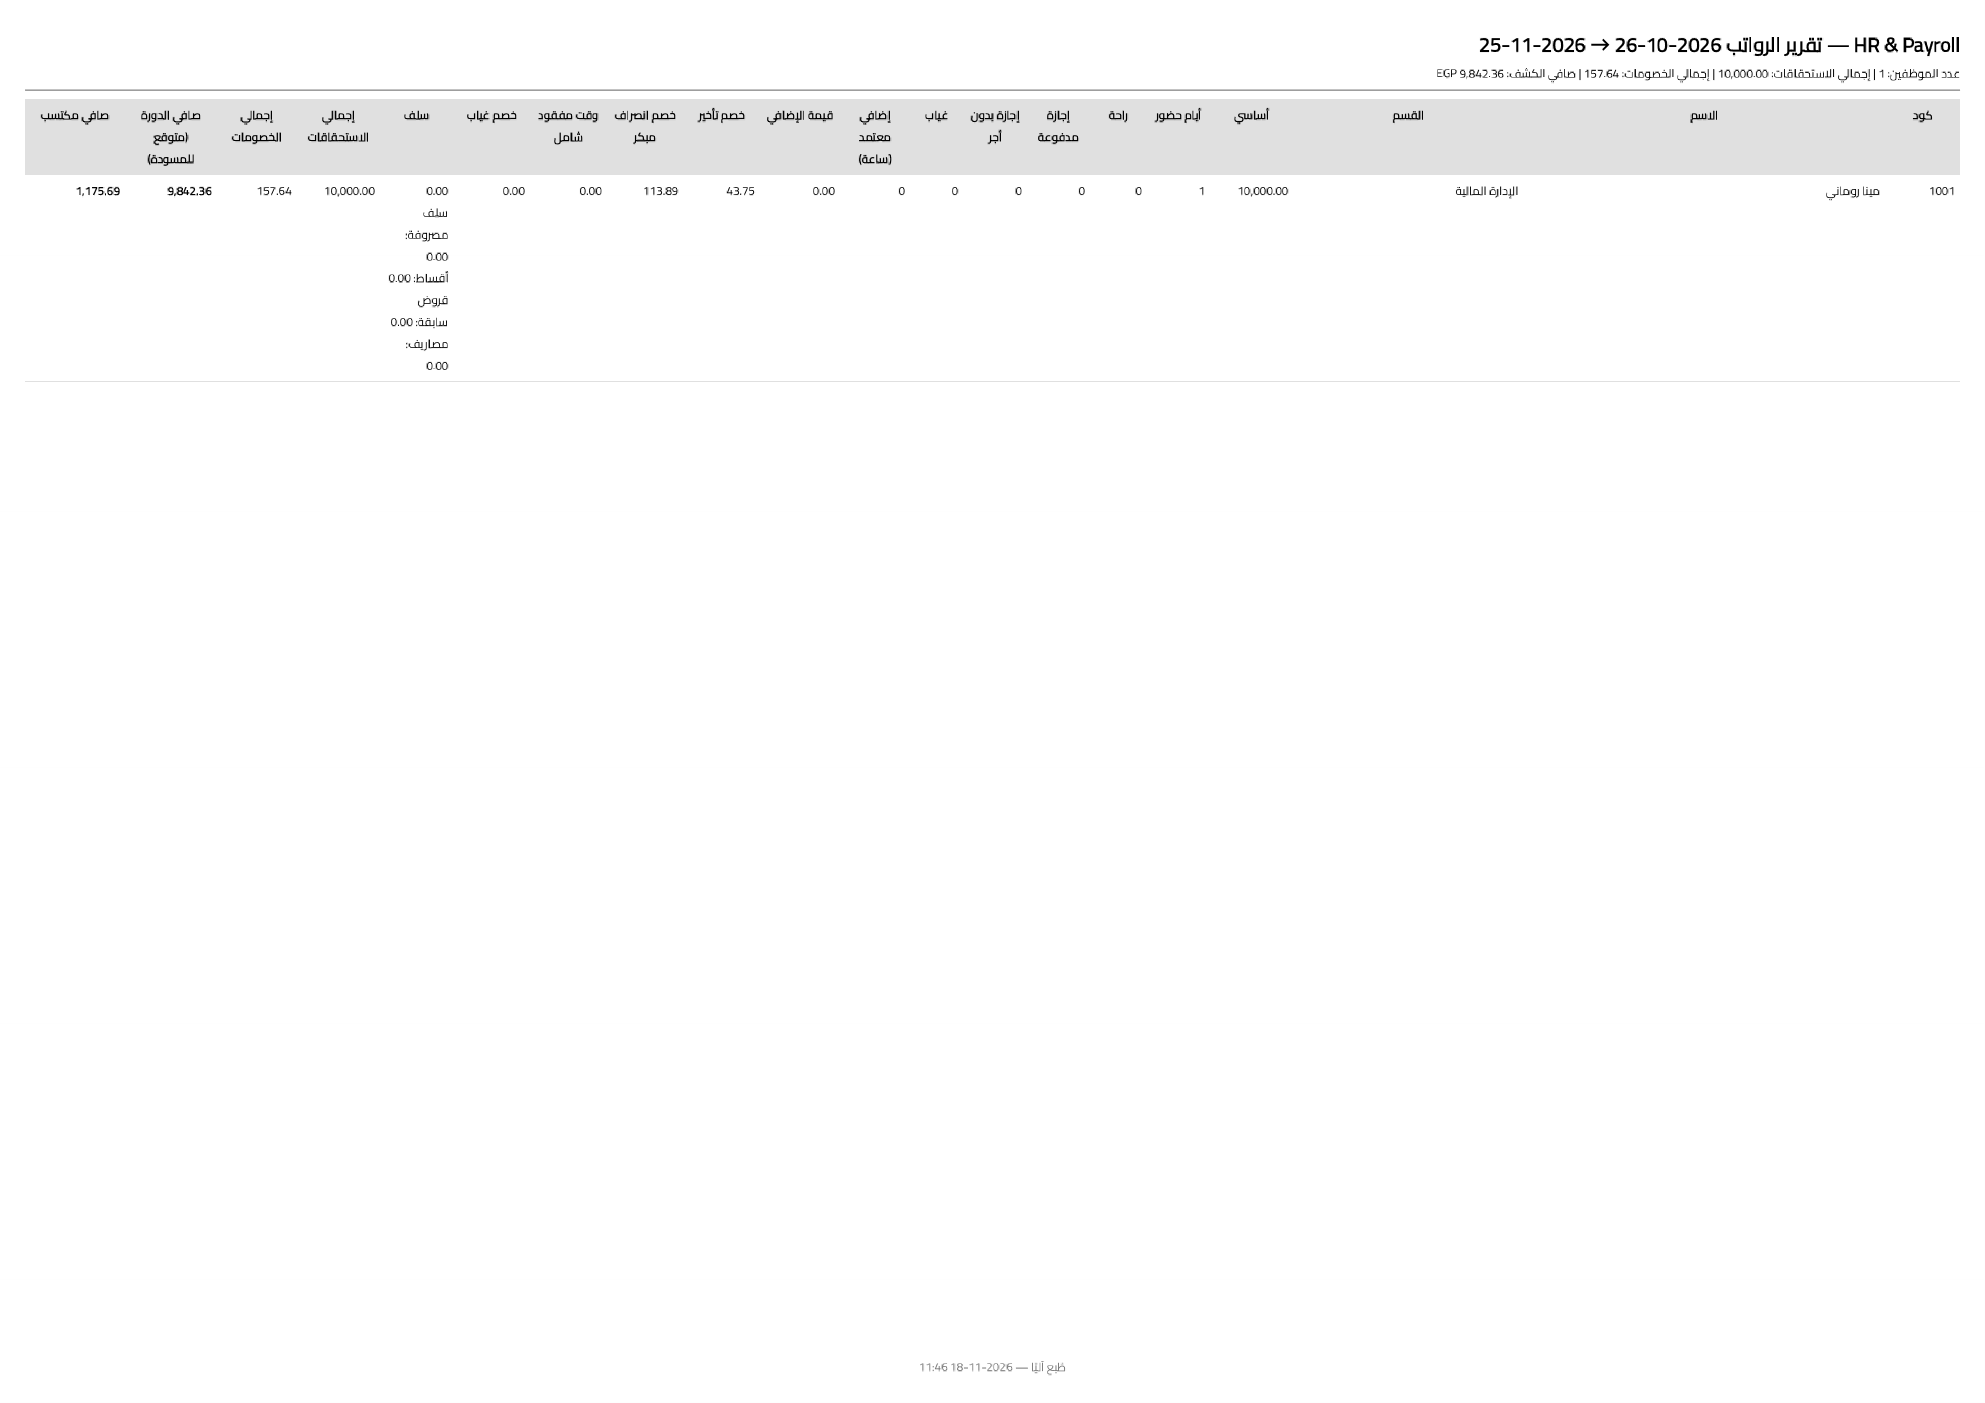 HR & Payroll — تقرير الرواتب 2026-10-26 → 2026-11-25
عدد الموظفين: 1 | إجمالي الاستحقاقات: 10,000.00 | إجمالي الخصومات: 157.64 | صافي الكشف: 9,842.36 EGP
كود الاسم القسم أساسي أيام حضور راحة إجازة مدفوعة إجازة بدون أجر غياب إضافي معتمد (ساعة) قيمة الإضافي خصم تأخير خصم انصراف مبكر وقت مفقود شامل خصم غياب سلف إجمالي الاستحقاقات إجمالي الخصومات صافي الدورة (متوقع للمسودة) صافي مكتسب
1001 مينا روماني الإدارة المالية 10,000.00 1 0 0 0 0 0 0.00 43.75 113.89 0.00 0.00 0.00 10,000.00 157.64 9,842.36 1,175.69
سلف
مصروفة:
0.00
أقساط: 0.00
قروض
سابقة: 0.00
مصاريف:
0.00
طُبع آليًا — 2026-11-18 11:46